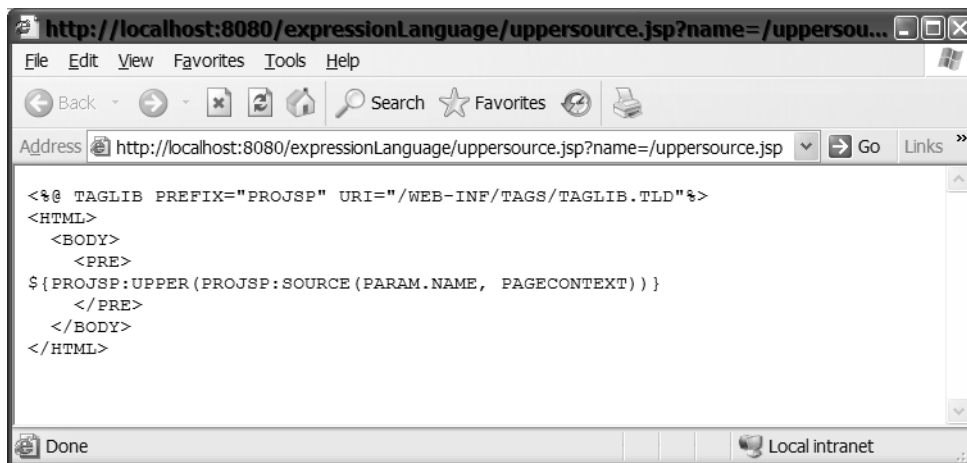 http://localhost:8080/expressionLanguage/uppersource.jsp?name=/uppersou...
File Edit View Favorites Tools Help
Back Search Favorites
Address http://localhost:8080/expressionLanguage/uppersource.jsp?name=/uppersource.jsp Go Links »
<%@ TAGLIB PREFIX="PROJSP" URI="/WEB-INF/TAGS/TAGLIB.TLD"%>
<HTML>
<BODY>
<PRE>
${PROJSP:UPPER(PROJSP:SOURCE(PARAM.NAME, PAGECONTEXT))}
</PRE>
</BODY>
</HTML>
Done Local intranet